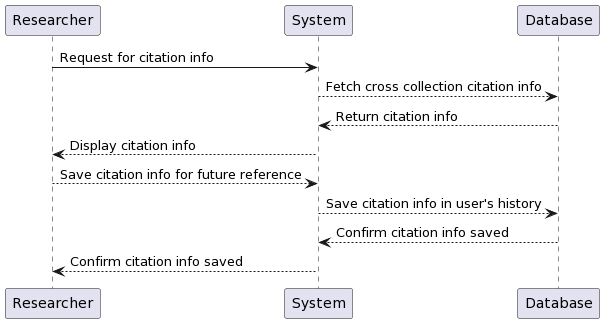 Researcher
System
Database
Request for citation info
Fetch cross collection citation info
Return citation info
Display citation info
Save citation info for future reference
Save citation info in user's history
Confirm citation info saved
Confirm citation info saved
Researcher
System
Database